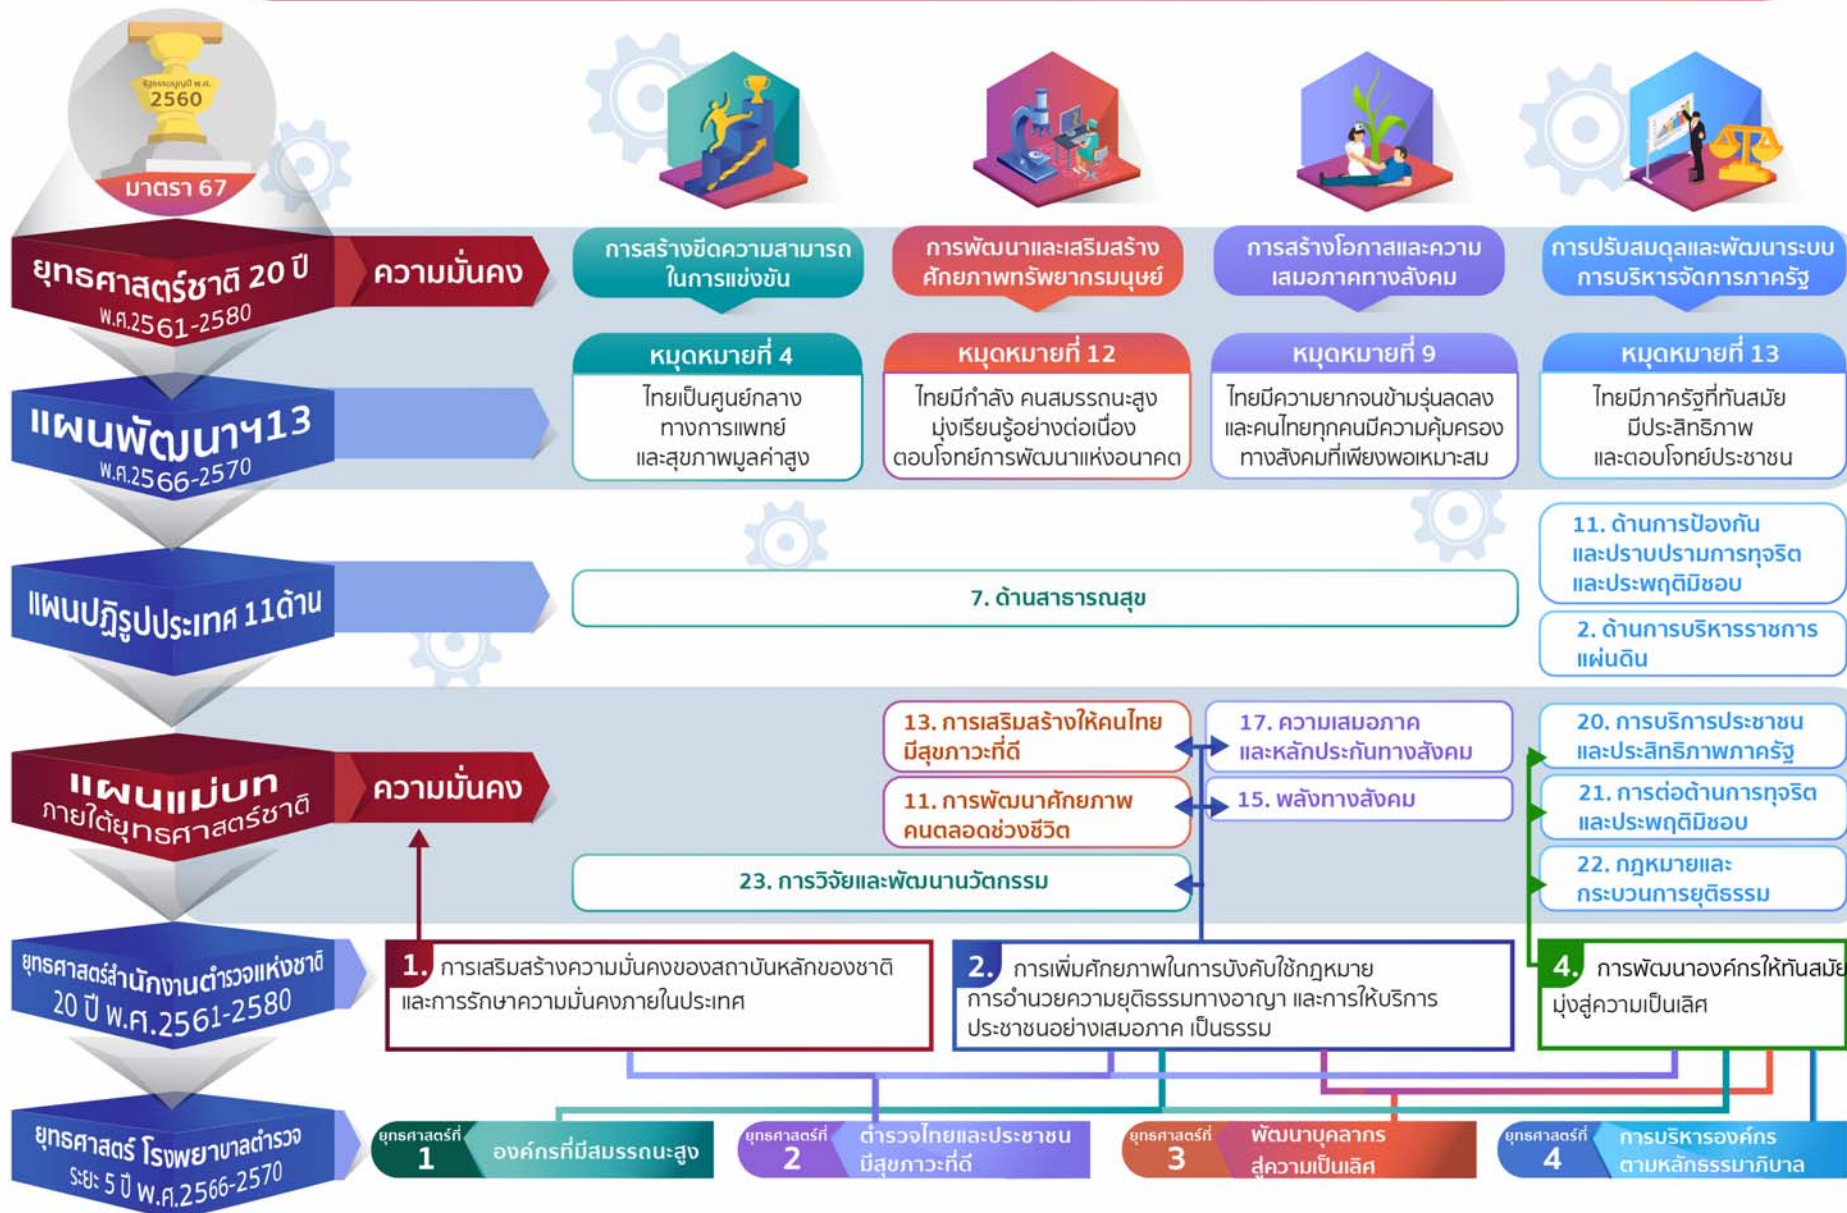 รัฐธรรมนูญปี พ.ศ.
2560
มาตรา 67
ยุทธศาสตร์ชาติ 20 ปี
พ.ศ.2561-2580
ความมั่นคง
การสร้างขีดความสามารถ
ในการแข่งขัน
การพัฒนาและเสริมสร้าง
ศักยภาพทรัพยากรมนุษย์
การสร้างโอกาสและความ
เสมอภาคทางสังคม
การปรับสมดุลและพัฒนาระบบ
การบริหารจัดการภาครัฐ
แผนพัฒนาฯ13
พ.ศ.2566-2570
หมุดหมายที่ 4
ไทยเป็นศูนย์กลาง
ทางการแพทย์
และสุขภาพมูลค่าสูง
หมุดหมายที่ 12
ไทยมีกำลัง คนสมรรถนะสูง
มุ่งเรียนรู้อย่างต่อเนื่อง
ตอบโจทย์การพัฒนาแห่งอนาคต
หมุดหมายที่ 9
ไทยมีความยากจนข้ามรุ่นลดลง
และคนไทยทุกคนมีความคุ้มครอง
ทางสังคมที่เพียงพอเหมาะสม
หมุดหมายที่ 13
ไทยมีภาครัฐที่ทันสมัย
มีประสิทธิภาพ
และตอบโจทย์ประชาชน
แผนปฏิรูปประเทศ 11ด้าน
7. ด้านสาธารณสุข
11. ด้านการป้องกัน
และปราบปรามการทุจริต
และประพฤติมิชอบ
2. ด้านการบริหารราชการ
แผ่นดิน
แผนแม่บท
ภายใต้ยุทธศาสตร์ชาติ
ความมั่นคง
13. การเสริมสร้างให้คนไทย
มีสุขภาวะที่ดี
11. การพัฒนาศักยภาพ
คนตลอดช่วงชีวิต
23. การวิจัยและพัฒนานวัตกรรม
17. ความเสมอภาค
และหลักประกันทางสังคม
15. พลังทางสังคม
20. การบริการประชาชน
และประสิทธิภาพภาครัฐ
21. การต่อต้านการทุจริต
และประพฤติมิชอบ
22. กฎหมายและ
กระบวนการยุติธรรม
ยุทธศาสตร์สำนักงานตำรวจแห่งชาติ
20 ปี พ.ศ.2561-2580
1. การเสริมสร้างความมั่นคงของสถาบันหลักของชาติ
และการรักษาความมั่นคงภายในประเทศ
2. การเพิ่มศักยภาพในการบังคับใช้กฎหมาย
การอำนวยความยุติธรรมทางอาญา และการให้บริการ
ประชาชนอย่างเสมอภาค เป็นธรรม
4. การพัฒนาองค์กรให้ทันสมัย
มุ่งสู่ความเป็นเลิศ
ยุทธศาสตร์ โรงพยาบาลตำรวจ
ระยะ 5 ปี พ.ศ.2566-2570
ยุทธศาสตร์ที่
1
องค์กรที่มีสมรรถนะสูง
ยุทธศาสตร์ที่
2
ตำรวจไทยและประชาชน
มีสุขภาวะที่ดี
ยุทธศาสตร์ที่
3
พัฒนาบุคลากร
สู่ความเป็นเลิศ
ยุทธศาสตร์ที่
4
การบริหารองค์กร
ตามหลักธรรมาภิบาล